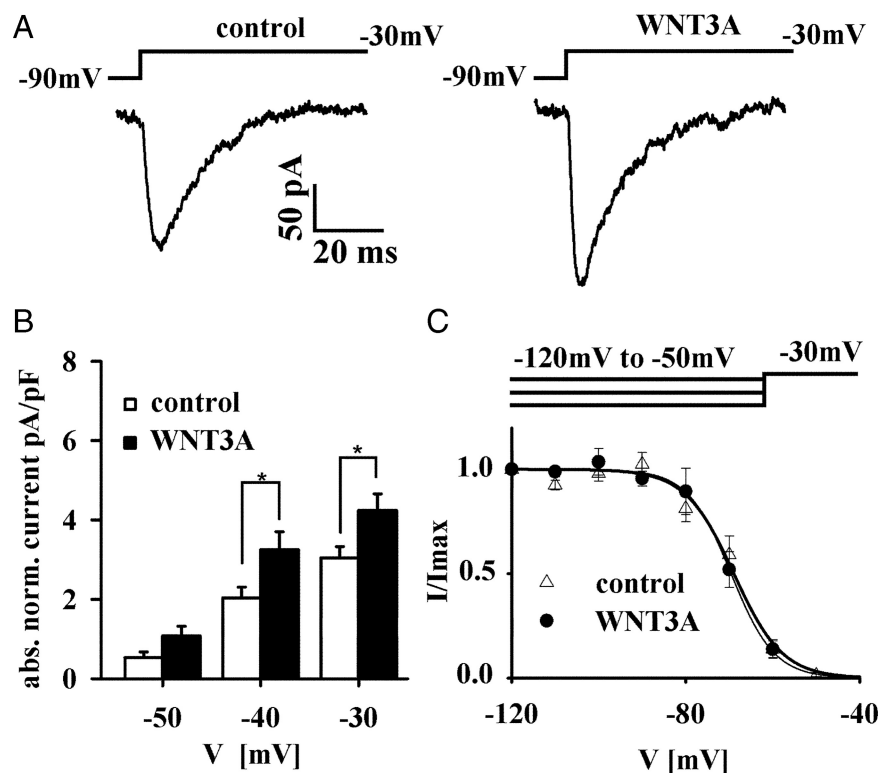 A
control
-30mV
-90mV
50 pA
20 ms
WNT3A
-30mV
-90mV
B
abs. norm. current pA/pF
8
6
4
2
0
control
WNT3A
*
*
-50
-40
-30
V [mV]
C
-120mV to -50mV
-30mV
I/Imax
1.0
0.5
0.0
control
WNT3A
-120
-80
-40
V [mV]